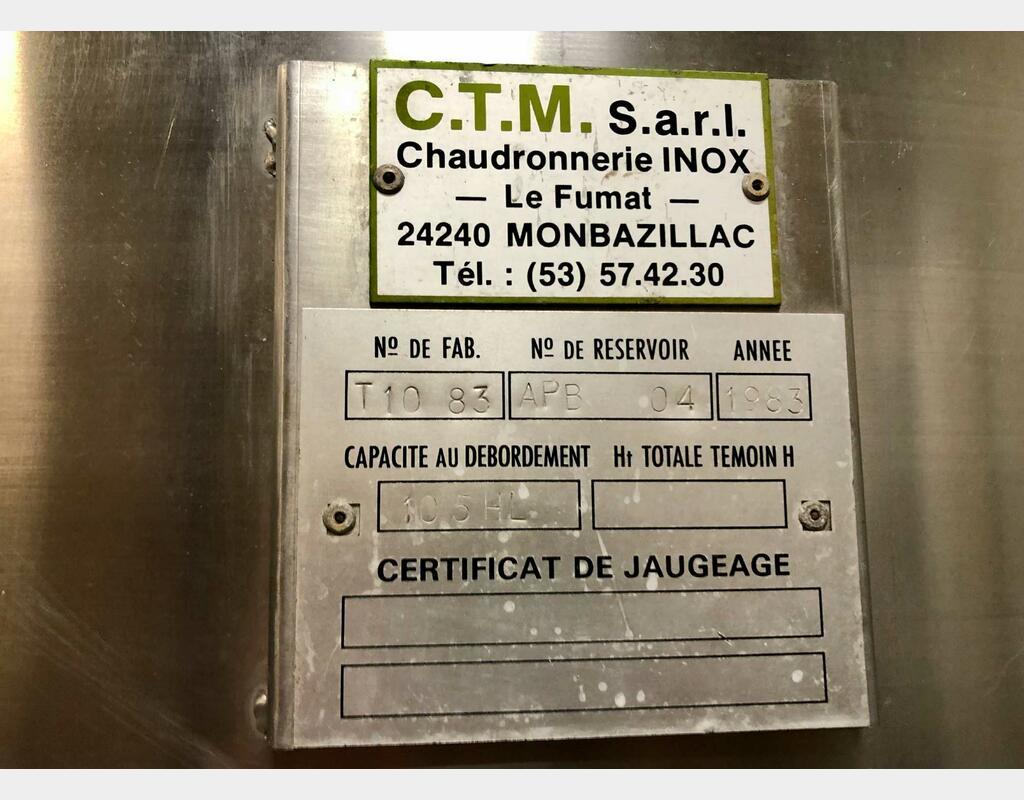 C.T.M. S.a.r.l.
Chaudronnerie INOX
— Le Fumat —
24240 MONBAZILLAC
Tél. : (53) 57.42.30
Nº DE FAB. Nº DE RESERVOIR ANNEE
T10 83 APB 04 1983
CAPACITE AU DEBORDEMENT Ht TOTALE TEMOIN H
105 HL
CERTIFICAT DE JAUGEAGE